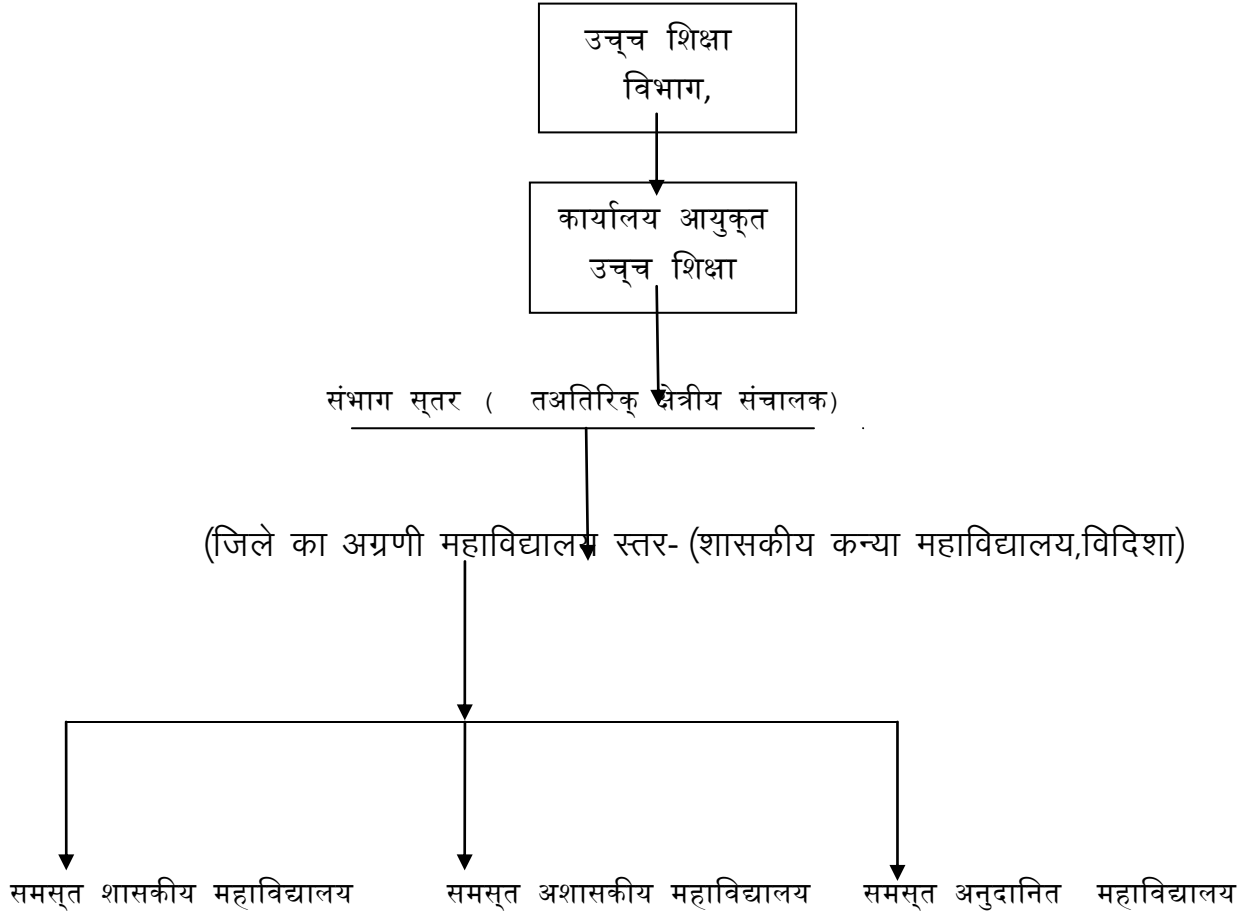 उच्च शिक्षा
विभाग,
कार्यालय आयुक्त
उच्च शिक्षा
संभाग स्तर ( तअतिरिक् क्षेत्रीय संचालक)
(जिले का अग्रणी महाविद्यालय स्तर- (शासकीय कन्या महाविद्यालय,विदिशा)
समस्त शासकीय महाविद्यालय समस्त अशासकीय महाविद्यालय समस्त अनुदानित महाविद्यालय